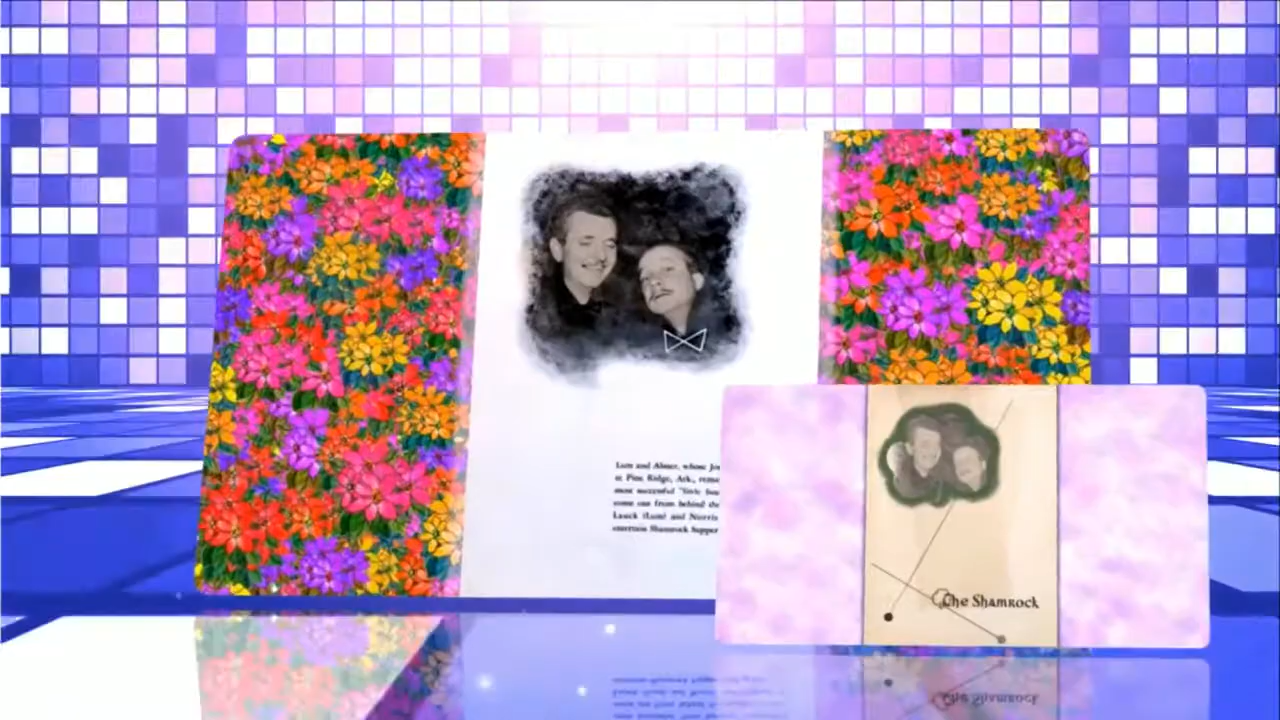 Lum and Abner, whose Jo
at Pine Ridge, Ark., rema
most successful "little bus
come out from behind the
Lauck (Lum) and Norris
entertain Shamrock Supper
The Shamrock